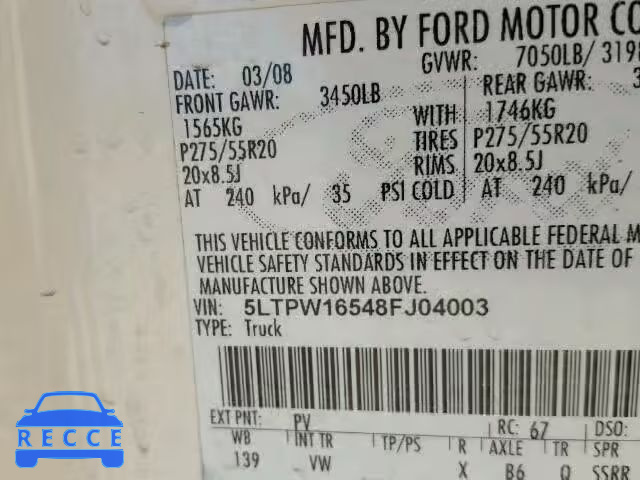 MFD. BY FORD MOTOR CO
GVWR: 7050LB/ 3198
DATE: 03/08
REAR GAWR: 3
FRONT GAWR: 3450LB
1565KG WITH 1746KG
P275/55R20 TIRES P275/55R20
20x8.5J RIMS 20x8.5J
AT 240 kPa/ 35 PSI COLD AT 240 kPa/
THIS VEHICLE CONFORMS TO ALL APPLICABLE FEDERAL M
VEHICLE SAFETY STANDARDS IN EFFECT ON THE DATE OF
MANUFACTURE SHOWN ABOVE.
VIN: 5LTPW16548FJ04003
TYPE: Truck
EXT PNT: PV RC: 67 DSO:
WB INT TR TP/PS R AXLE TR SPR
139 VW X B6 Q SSRR
RECCE